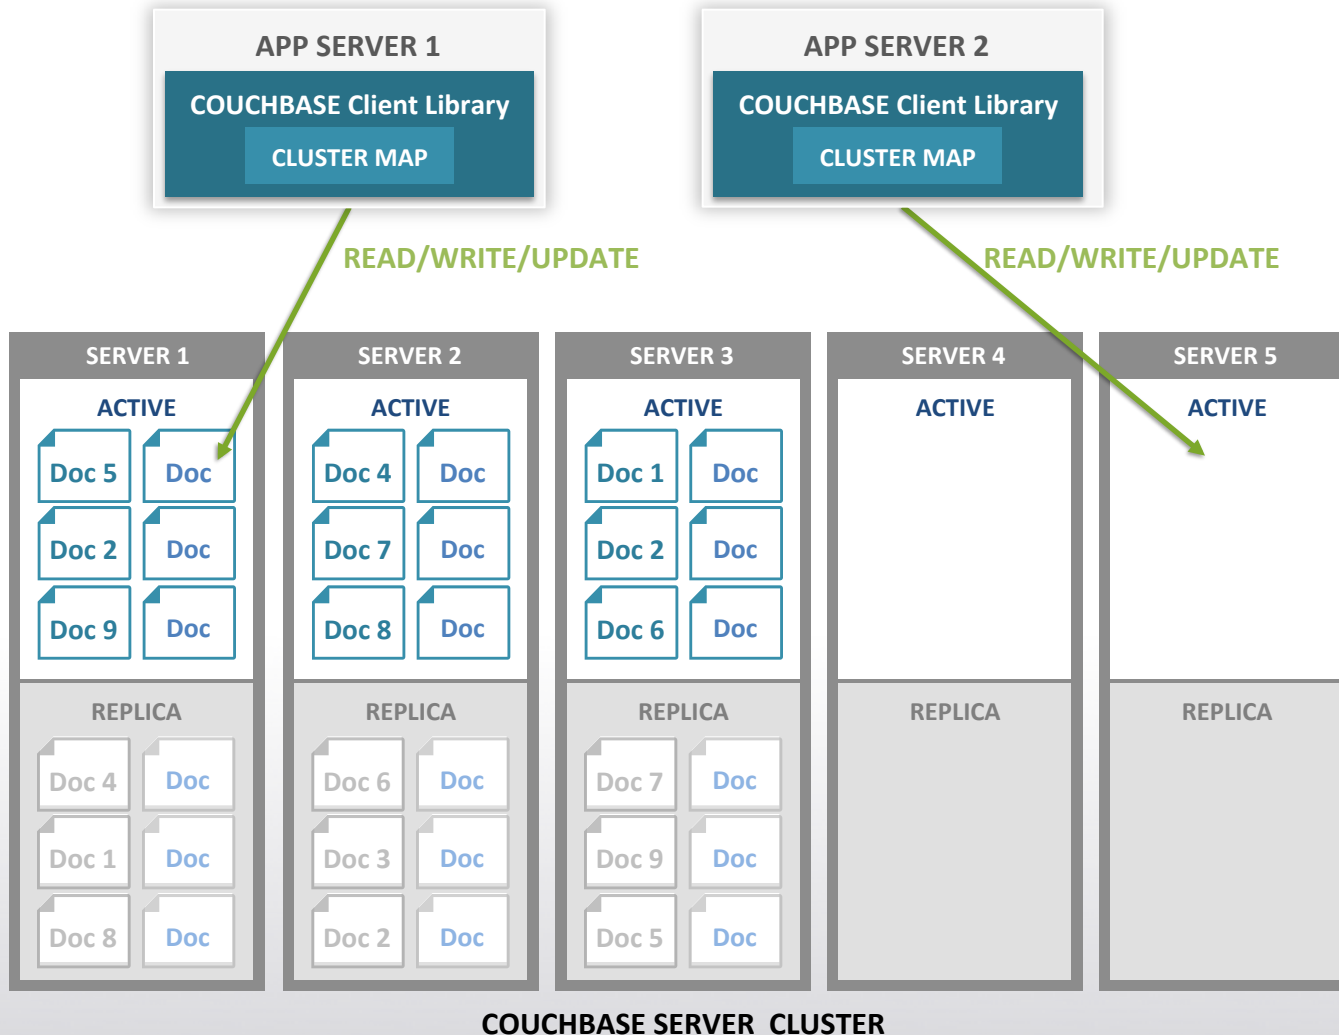 APP SERVER 1
COUCHBASE Client Library
CLUSTER MAP
APP SERVER 2
COUCHBASE Client Library
CLUSTER MAP
READ/WRITE/UPDATE
READ/WRITE/UPDATE
SERVER 1
ACTIVE
Doc 5 Doc
Doc 2 Doc
Doc 9 Doc
REPLICA
Doc 4 Doc
Doc 1 Doc
Doc 8 Doc
SERVER 2
ACTIVE
Doc 4 Doc
Doc 7 Doc
Doc 8 Doc
REPLICA
Doc 6 Doc
Doc 3 Doc
Doc 2 Doc
SERVER 3
ACTIVE
Doc 1 Doc
Doc 2 Doc
Doc 6 Doc
REPLICA
Doc 7 Doc
Doc 9 Doc
Doc 5 Doc
SERVER 4
ACTIVE
REPLICA
SERVER 5
ACTIVE
REPLICA
COUCHBASE SERVER CLUSTER